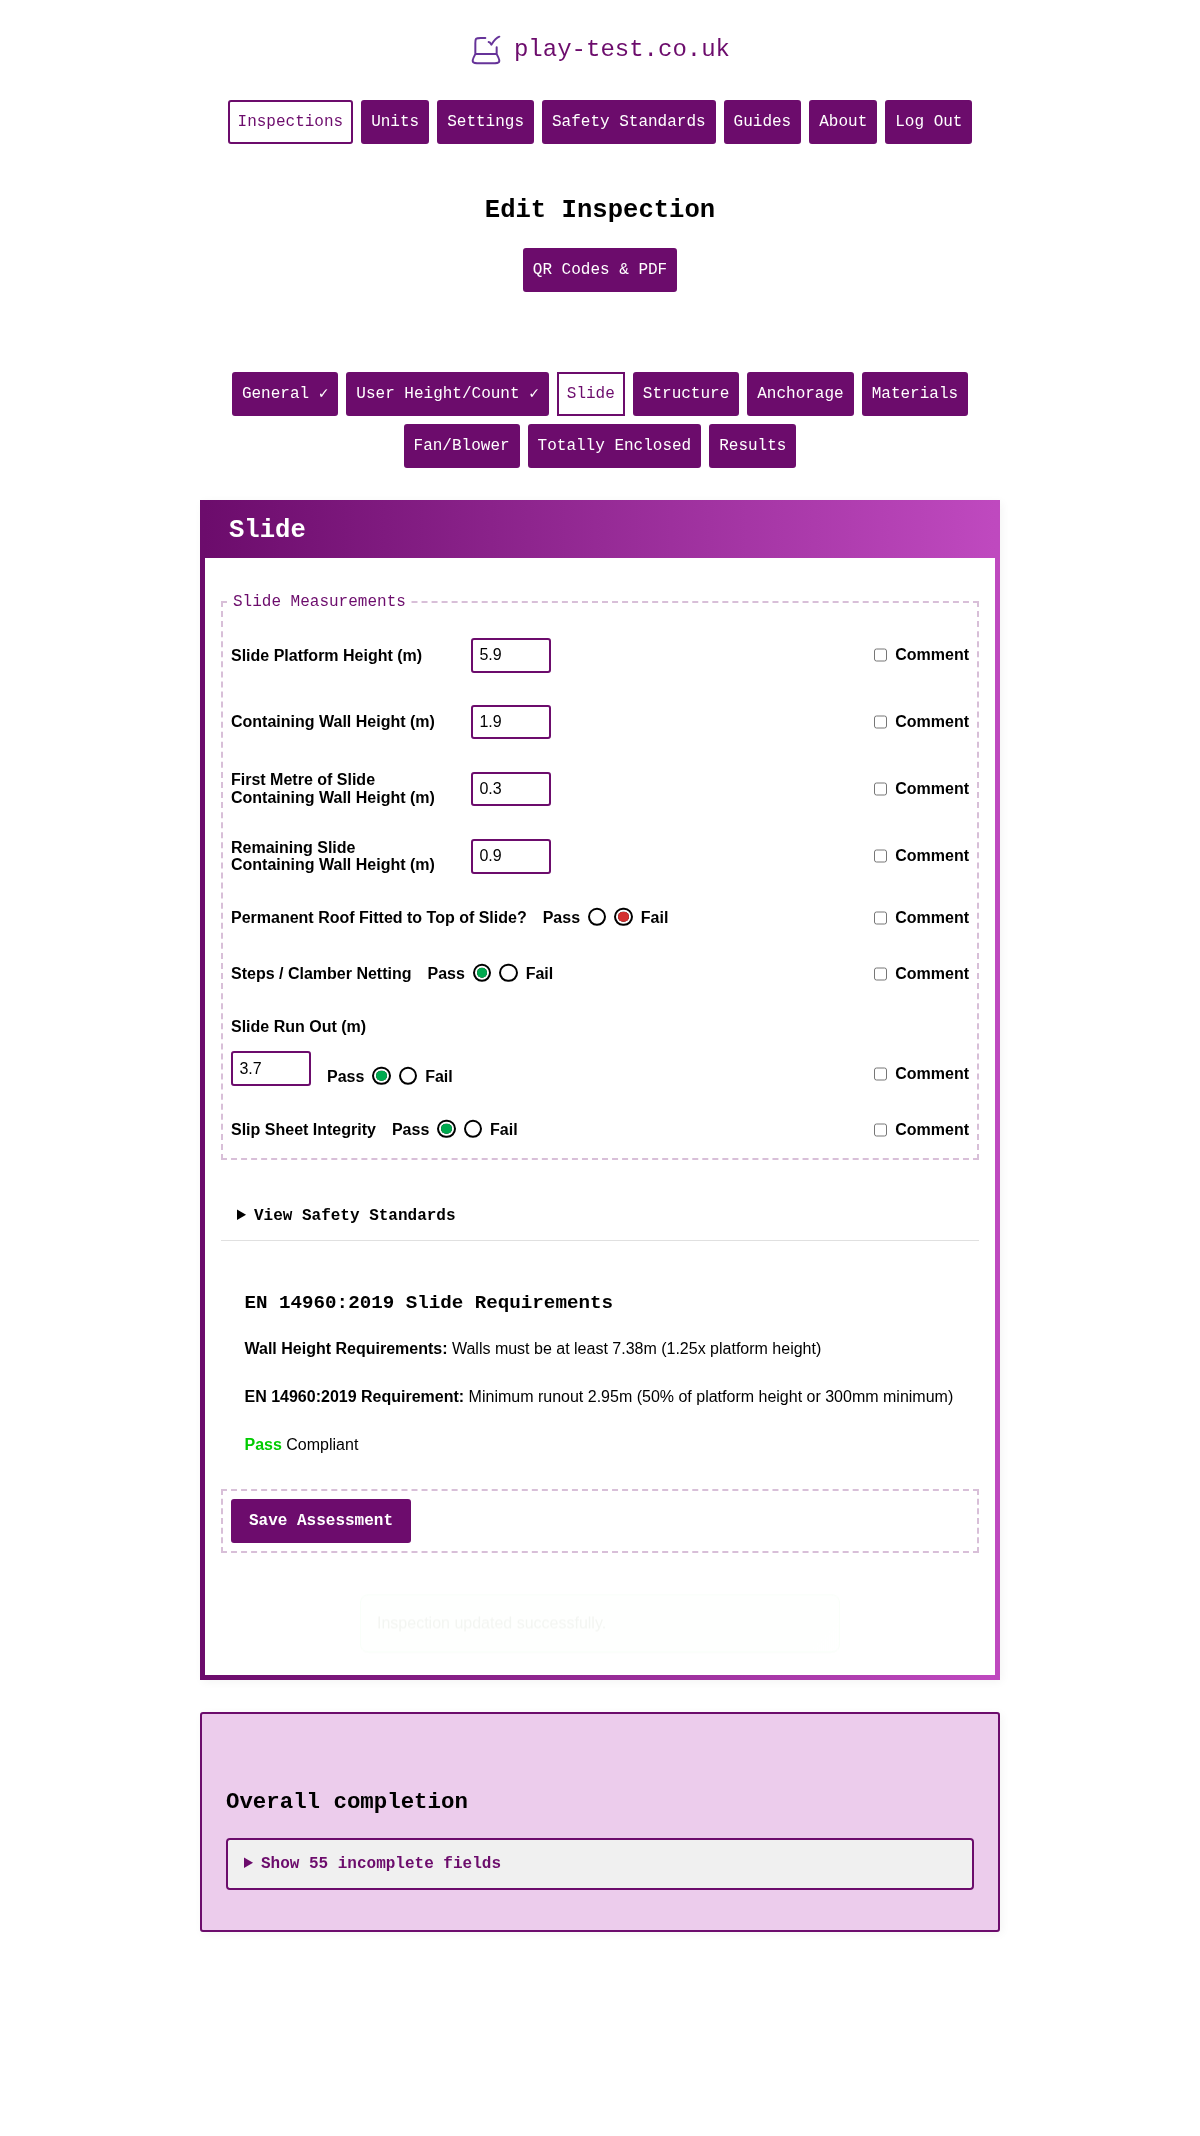 play-test.co.uk
Inspections Units Settings Safety Standards Guides About Log Out
Edit Inspection
QR Codes & PDF
General ✓ User Height/Count ✓ Slide Structure Anchorage Materials
Fan/Blower Totally Enclosed Results
Slide
Slide Measurements
Slide Platform Height (m) 5.9 Comment
Containing Wall Height (m) 1.9 Comment
First Metre of Slide
Containing Wall Height (m) 0.3 Comment
Remaining Slide
Containing Wall Height (m) 0.9 Comment
Permanent Roof Fitted to Top of Slide? Pass Fail Comment
Steps / Clamber Netting Pass Fail Comment
Slide Run Out (m)
3.7 Pass Fail Comment
Slip Sheet Integrity Pass Fail Comment
▶ View Safety Standards
EN 14960:2019 Slide Requirements
Wall Height Requirements: Walls must be at least 7.38m (1.25x platform height)
EN 14960:2019 Requirement: Minimum runout 2.95m (50% of platform height or 300mm minimum)
Pass Compliant
Save Assessment
Inspection updated successfully.
Overall completion
▶ Show 55 incomplete fields